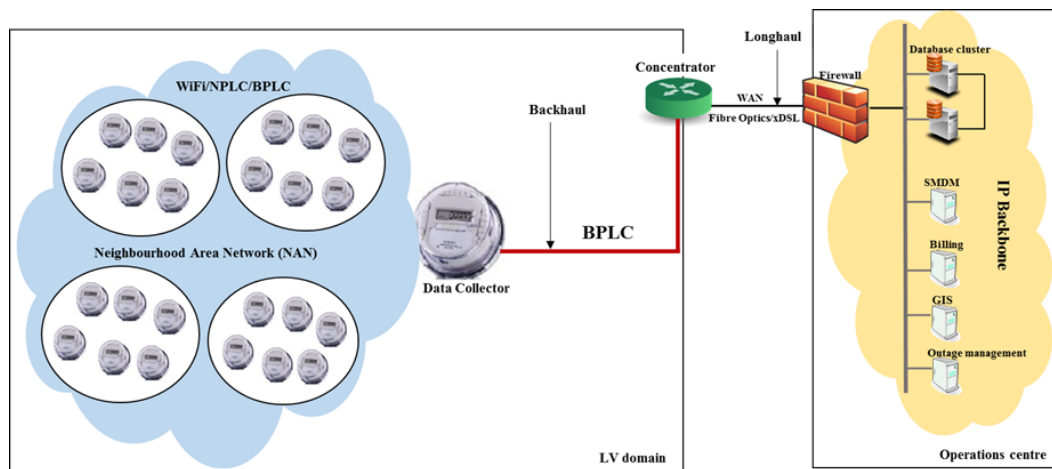 WiFi/NPLC/BPLC
Neighbourhood Area Network (NAN)
Data Collector
Backhaul
BPLC
LV domain
Concentrator
Longhaul
WAN
Fibre Optics/xDSL
Firewall
Database cluster
SMDM
Billing
GIS
Outage management
IP Backbone
Operations centre